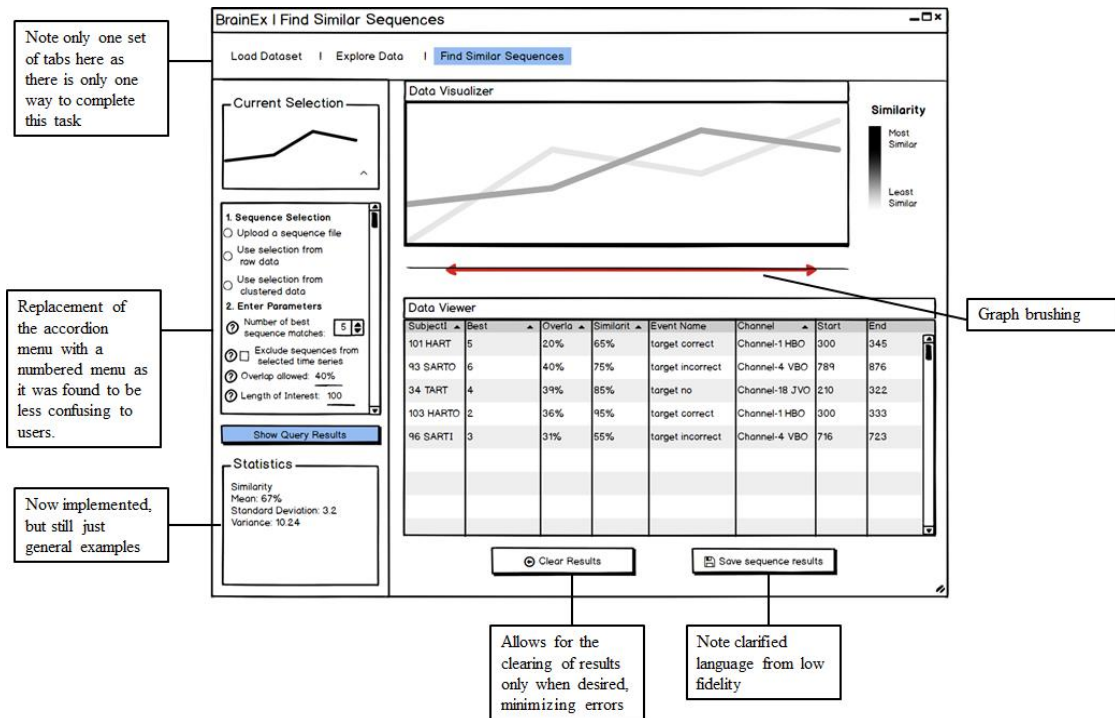 BrainEx | Find Similar Sequences
Note only one set
of tabs here as
there is only one
way to complete
this task
Load Dataset | Explore Data | Find Similar Sequences
Current Selection
Data Visualizer
Similarity
Most
Similar
Least
Similar
1. Sequence Selection
Upload a sequence file
Use selection from
raw data
Use selection from
clustered data
2. Enter Parameters
? Number of best
sequence matches: 5
? Exclude sequences from
selected time series
? Overlap allowed: 40%
? Length of Interest: 100
Show Query Results
Replacement of
the accordion
menu with a
numbered menu as
it was found to be
less confusing to
users.
Graph brushing
Data Viewer
SubjectI Best Overla Similarit Event Name Channel Start End
101 HART 5 20% 65% target correct Channel-1 HBO 300 345
93 SARTO 6 40% 75% target incorrect Channel-4 VBO 789 876
34 TART 4 39% 85% target no Channel-18 JVO 210 322
103 HARTO 2 36% 95% target correct Channel-1 HBO 300 333
96 SART1 3 31% 55% target incorrect Channel-4 VBO 716 723
Statistics
Similarity
Mean: 67%
Standard Deviation: 3.2
Variance: 10.24
Now implemented,
but still just
general examples
Clear Results
Save sequence results
Allows for the
clearing of results
only when desired,
minimizing errors
Note clarified
language from low
fidelity